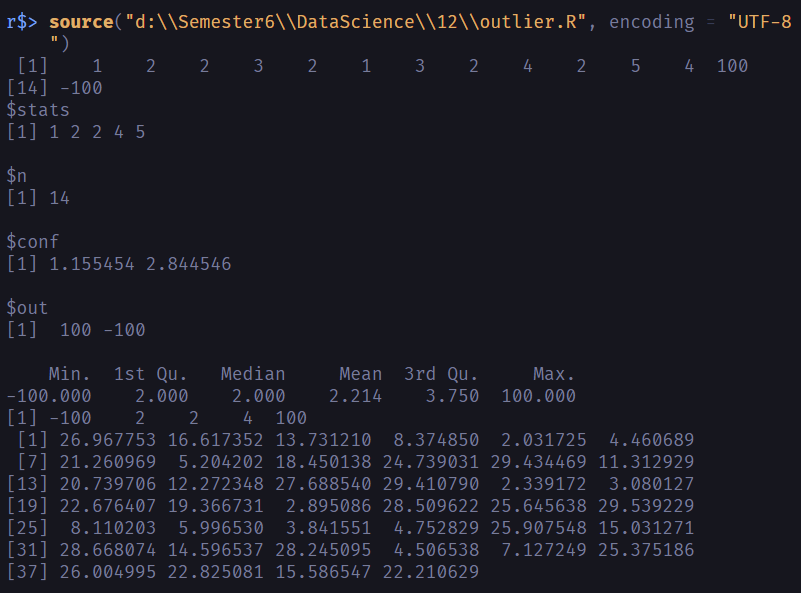 r$> source("d:\\Semester6\\DataScience\\12\\outlier.R", encoding = "UTF-8
")
[1] 1 2 2 3 2 1 3 2 4 2 5 4 100
[14] -100
$stats
[1] 1 2 2 4 5
$n
[1] 14
$conf
[1] 1.155454 2.844546
$out
[1] 100 -100
Min. 1st Qu. Median Mean 3rd Qu. Max.
-100.000 2.000 2.000 2.214 3.750 100.000
[1] -100 2 2 4 100
[1] 26.967753 16.617352 13.731210 8.374850 2.031725 4.460689
[7] 21.260969 5.204202 18.450138 24.739031 29.434469 11.312929
[13] 20.739706 12.272348 27.688540 29.410790 2.339172 3.080127
[19] 22.676407 19.366731 2.895086 28.509622 25.645638 29.539229
[25] 8.110203 5.996530 3.841551 4.752829 25.907548 15.031271
[31] 28.668074 14.596537 28.245095 4.506538 7.127249 25.375186
[37] 26.004995 22.825081 15.586547 22.210629